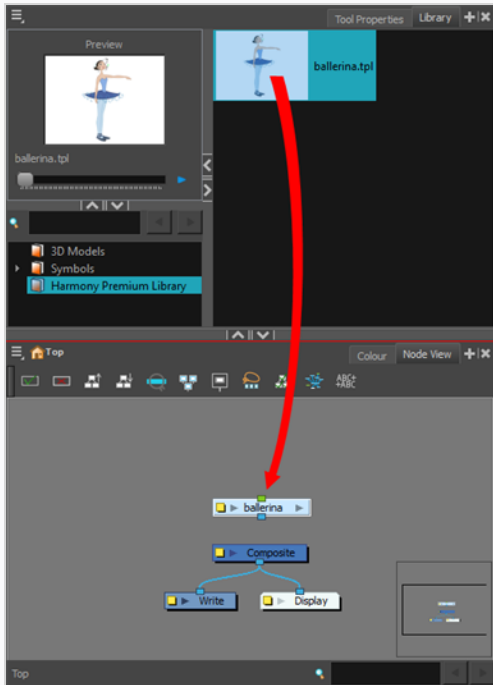 Tool Properties
Library
Preview
ballerina.tpl
ballerina.tpl
3D Models
Symbols
Harmony Premium Library
Top
Colour
Node View
ABC+
+ABC
ballerina
Composite
Write
Display
Top